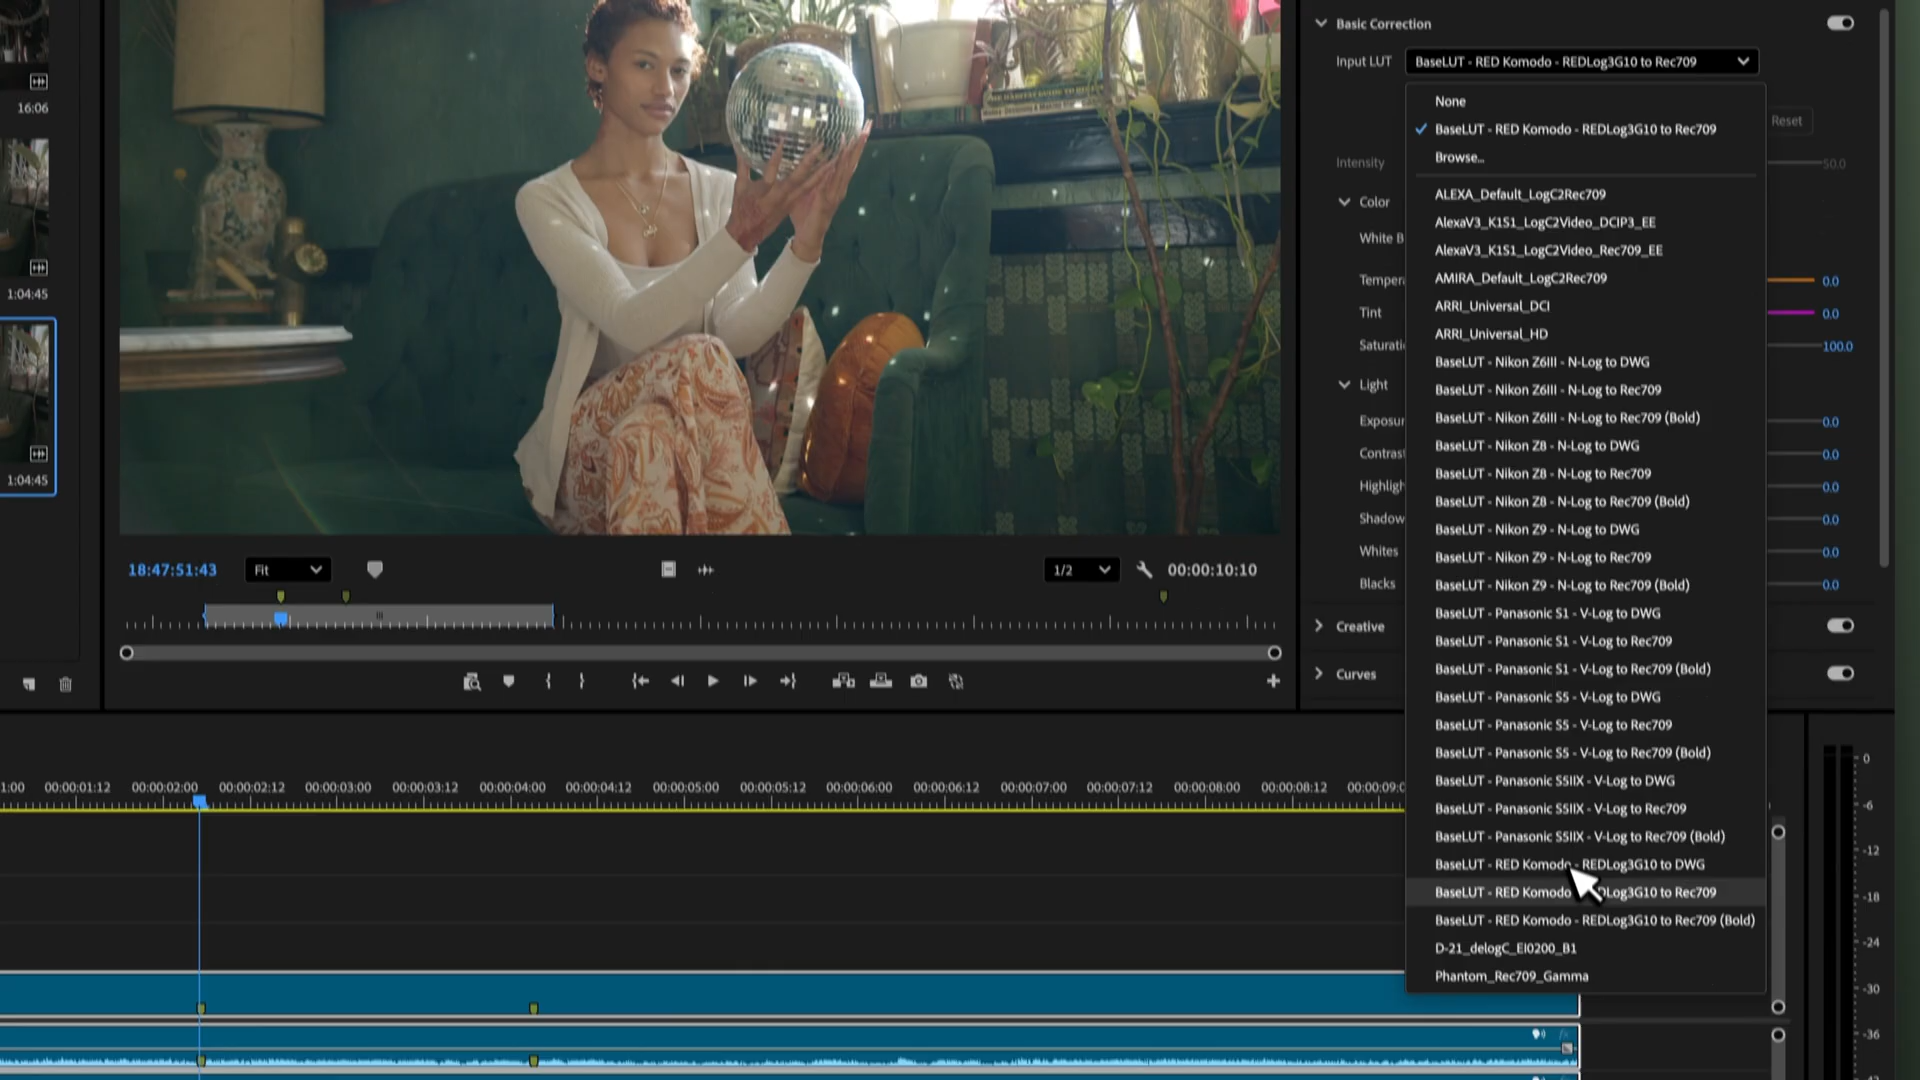 16:06
1:04:45
1:04:45
18:47:51:43
Fit
1/2
00:00:10:10
Basic Correction
Input LUT
BaseLUT - RED Komodo - REDLog3G10 to Rec709
None
BaseLUT - RED Komodo - REDLog3G10 to Rec709
Browse...
Reset
Intensity
50.0
Color
White B
Temper
0.0
Tint
0.0
Saturati
100.0
Light
Exposur
0.0
Contras
0.0
Highligh
0.0
Shadow
0.0
Whites
0.0
Blacks
0.0
Creative
Curves
ALEXA_Default_LogC2Rec709
AlexaV3_K1S1_LogC2Video_DCIP3_EE
AlexaV3_K1S1_LogC2Video_Rec709_EE
AMIRA_Default_LogC2Rec709
ARRI_Universal_DCI
ARRI_Universal_HD
BaseLUT - Nikon Z6III - N-Log to DWG
BaseLUT - Nikon Z6III - N-Log to Rec709
BaseLUT - Nikon Z6III - N-Log to Rec709 (Bold)
BaseLUT - Nikon Z8 - N-Log to DWG
BaseLUT - Nikon Z8 - N-Log to Rec709
BaseLUT - Nikon Z8 - N-Log to Rec709 (Bold)
BaseLUT - Nikon Z9 - N-Log to DWG
BaseLUT - Nikon Z9 - N-Log to Rec709
BaseLUT - Nikon Z9 - N-Log to Rec709 (Bold)
BaseLUT - Panasonic S1 - V-Log to DWG
BaseLUT - Panasonic S1 - V-Log to Rec709
BaseLUT - Panasonic S1 - V-Log to Rec709 (Bold)
BaseLUT - Panasonic S5 - V-Log to DWG
BaseLUT - Panasonic S5 - V-Log to Rec709
BaseLUT - Panasonic S5 - V-Log to Rec709 (Bold)
BaseLUT - Panasonic S5IIX - V-Log to DWG
BaseLUT - Panasonic S5IIX - V-Log to Rec709
BaseLUT - Panasonic S5IIX - V-Log to Rec709 (Bold)
BaseLUT - RED Komodo - REDLog3G10 to DWG
BaseLUT - RED Komodo DLog3G10 to Rec709
BaseLUT - RED Komodo - REDLog3G10 to Rec709 (Bold)
D-21_delogC_EI0200_B1
Phantom_Rec709_Gamma
1:00 00:00:01:12 00:00:02:00 00:00:02:12 00:00:03:00 00:00:03:12 00:00:04:00 00:00:04:12 00:00:05:00 00:00:05:12 00:00:06:00 00:00:06:12 00:00:07:00 00:00:07:12 00:00:08:00 00:00:08:12 00:00:09:0
0
-6
-12
-18
-24
-30
-36